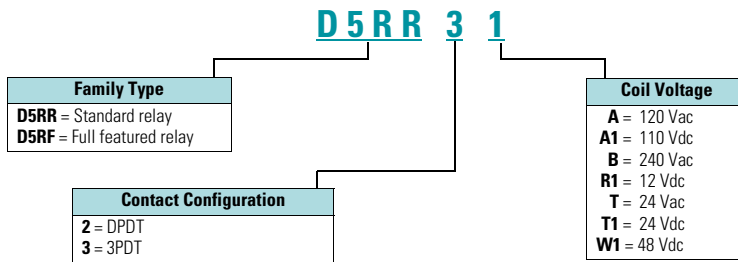 D5RR 3 1
Family Type
D5RR = Standard relay
D5RF = Full featured relay
Contact Configuration
2 = DPDT
3 = 3PDT
Coil Voltage
A = 120 Vac
A1 = 110 Vdc
B = 240 Vac
R1 = 12 Vdc
T = 24 Vac
T1 = 24 Vdc
W1 = 48 Vdc